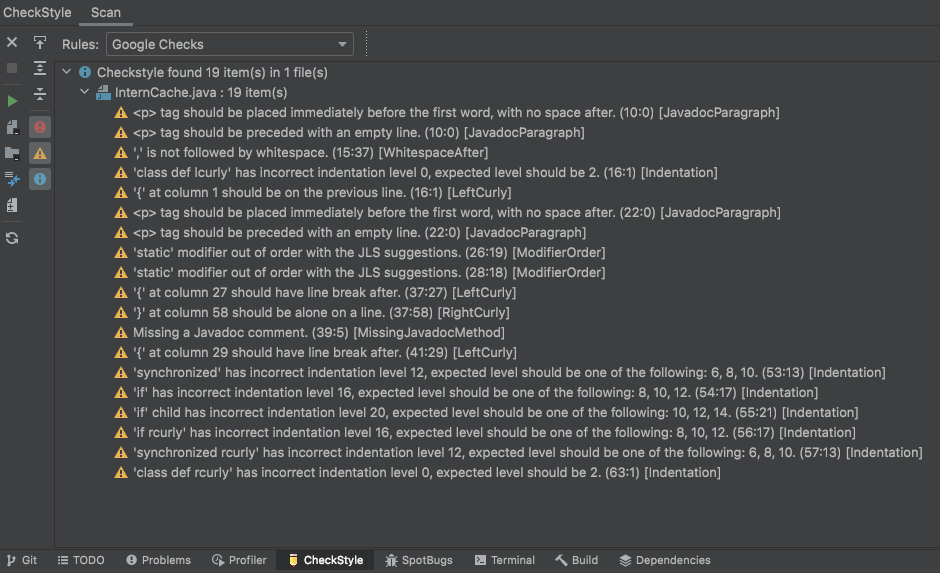 CheckStyle Scan
Rules: Google Checks
Checkstyle found 19 item(s) in 1 file(s)
InternCache.java : 19 item(s)
<p> tag should be placed immediately before the first word, with no space after. (10:0) [JavadocParagraph]
<p> tag should be preceded with an empty line. (10:0) [JavadocParagraph]
',' is not followed by whitespace. (15:37) [WhitespaceAfter]
'class def lcurly' has incorrect indentation level 0, expected level should be 2. (16:1) [Indentation]
'{' at column 1 should be on the previous line. (16:1) [LeftCurly]
<p> tag should be placed immediately before the first word, with no space after. (22:0) [JavadocParagraph]
<p> tag should be preceded with an empty line. (22:0) [JavadocParagraph]
'static' modifier out of order with the JLS suggestions. (26:19) [ModifierOrder]
'static' modifier out of order with the JLS suggestions. (28:18) [ModifierOrder]
'{' at column 27 should have line break after. (37:27) [LeftCurly]
'}' at column 58 should be alone on a line. (37:58) [RightCurly]
Missing a Javadoc comment. (39:5) [MissingJavadocMethod]
'{' at column 29 should have line break after. (41:29) [LeftCurly]
'synchronized' has incorrect indentation level 12, expected level should be one of the following: 6, 8, 10. (53:13) [Indentation]
'if' has incorrect indentation level 16, expected level should be one of the following: 8, 10, 12. (54:17) [Indentation]
'if' child has incorrect indentation level 20, expected level should be one of the following: 10, 12, 14. (55:21) [Indentation]
'if rcurly' has incorrect indentation level 16, expected level should be one of the following: 8, 10, 12. (56:17) [Indentation]
'synchronized rcurly' has incorrect indentation level 12, expected level should be one of the following: 6, 8, 10. (57:13) [Indentation]
'class def rcurly' has incorrect indentation level 0, expected level should be 2. (63:1) [Indentation]
Git TODO Problems Profiler CheckStyle SpotBugs Terminal Build Dependencies